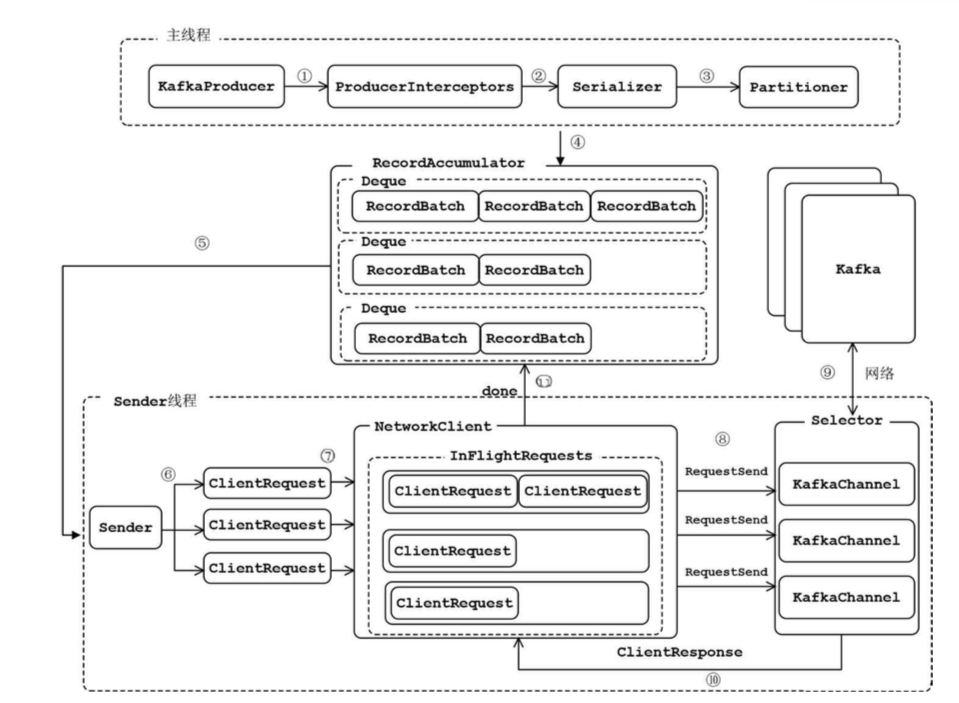 主线程
KafkaProducer ① ProducerInterceptors ② Serializer ③ Partitioner
④
RecordAccumulator
Deque
RecordBatch RecordBatch RecordBatch
⑤
Deque
RecordBatch RecordBatch
Kafka
Deque
RecordBatch RecordBatch
⑨ 网络
done ⑪
Sender线程
NetworkClient
Selector
⑧
InFlightRequests
⑥ ⑦
ClientRequest
ClientRequest ClientRequest
RequestSend
KafkaChannel
Sender
ClientRequest
RequestSend
KafkaChannel
ClientRequest
ClientRequest
RequestSend
KafkaChannel
ClientRequest
ClientResponse
⑩